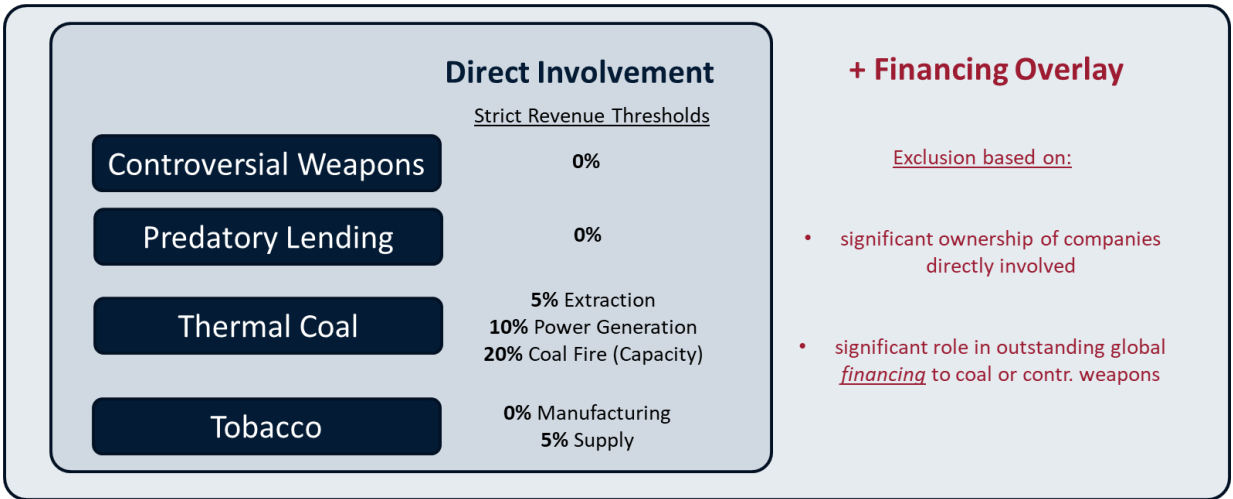 Direct Involvement
Strict Revenue Thresholds
Controversial Weapons
0%
Predatory Lending
0%
Thermal Coal
5% Extraction
10% Power Generation
20% Coal Fire (Capacity)
Tobacco
0% Manufacturing
5% Supply
+ Financing Overlay
Exclusion based on:
• significant ownership of companies
directly involved
• significant role in outstanding global
financing to coal or contr. weapons